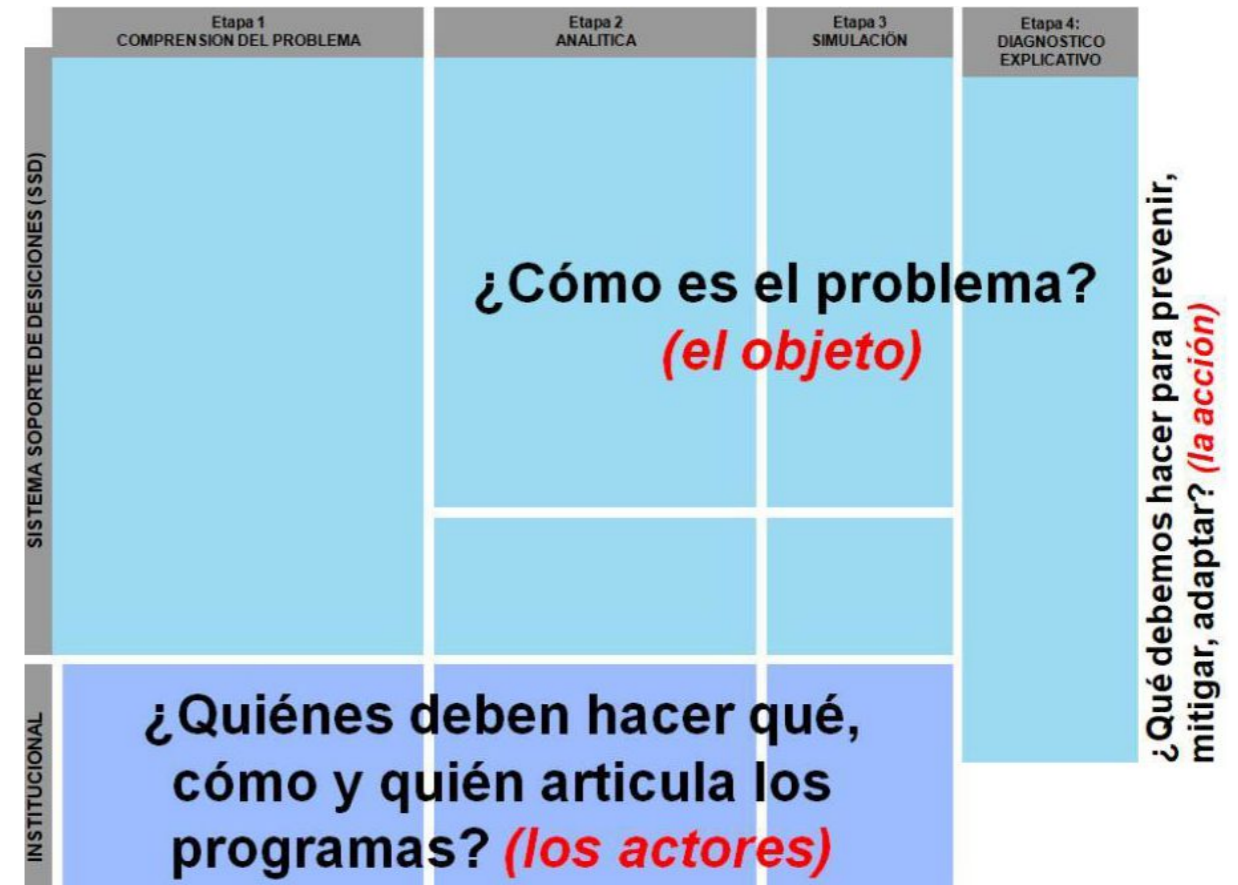 Etapa 1
COMPRENSION DEL PROBLEMA
Etapa 2
ANALITICA
Etapa 3
SIMULACIÖN
Etapa 4:
DIAGNOSTICO
EXPLICATIVO
SISTEMA SOPORTE DE DESICIONES (SSD)
¿Cómo es el problema?
(el objeto)
¿Qué debemos hacer para prevenir,
mitigar, adaptar? (la acción)
INSTITUCIONAL
¿Quiénes deben hacer qué,
cómo y quién articula los
programas? (los actores)